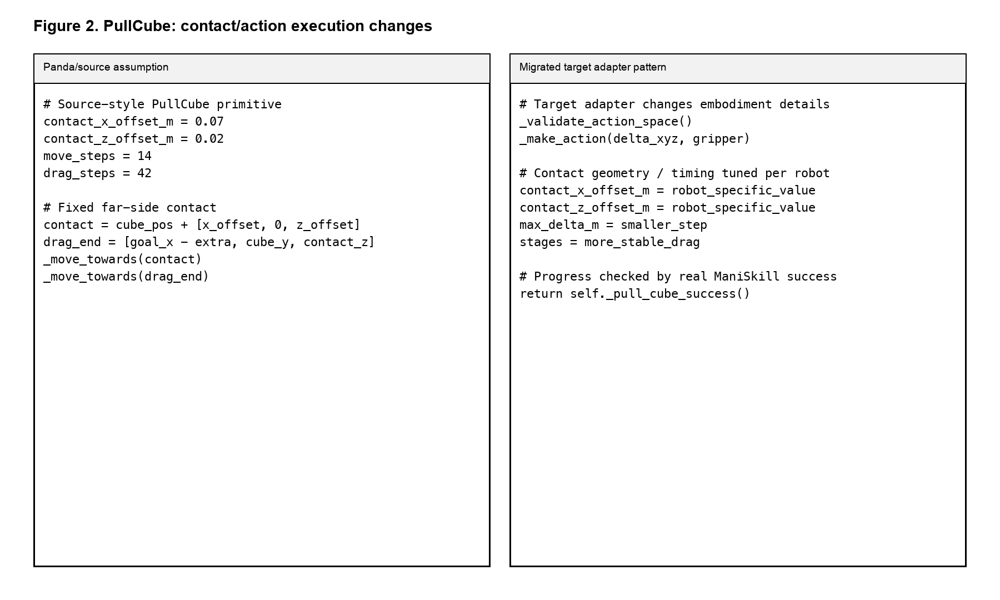 Figure 2. PullCube: contact/action execution changes
Panda/source assumption
# Source−style PullCube primitive
contact_x_offset_m = 0.07
contact_z_offset_m = 0.02
move_steps = 14
drag_steps = 42
# Fixed far−side contact
contact = cube_pos + [x_offset, 0, z_offset]
drag_end = [goal_x − extra, cube_y, contact_z]
_move_towards(contact)
_move_towards(drag_end)
Migrated target adapter pattern
# Target adapter changes embodiment details
_validate_action_space()
_make_action(delta_xyz, gripper)
# Contact geometry / timing tuned per robot
contact_x_offset_m = robot_specific_value
contact_z_offset_m = robot_specific_value
max_delta_m = smaller_step
stages = more_stable_drag
# Progress checked by real ManiSkill success
return self._pull_cube_success()